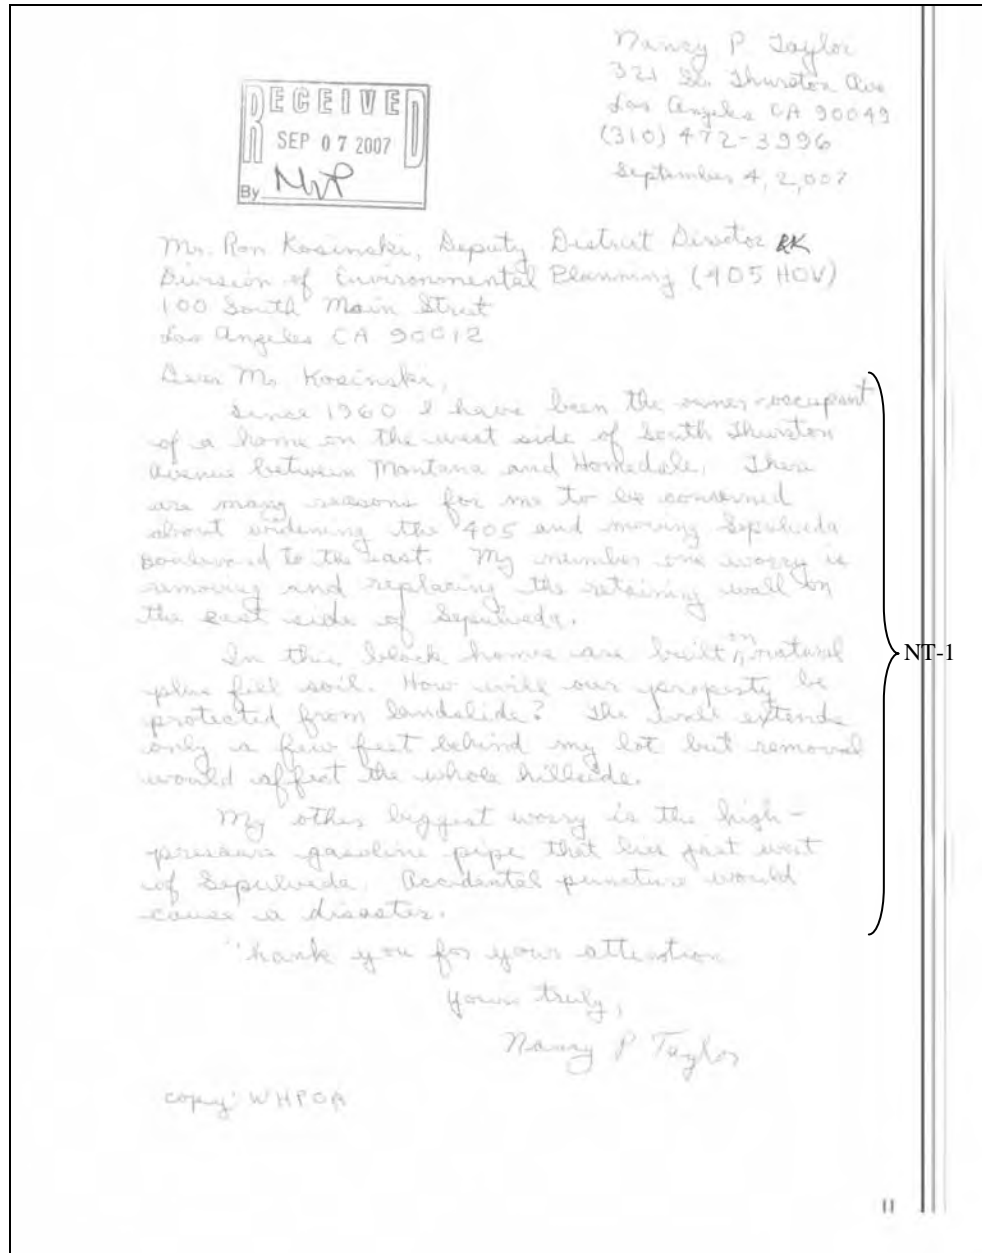 Nancy P Taylor
321 So. Thurston Ave
Los Angeles CA 90049
(310) 472-3996
September 4, 2,007
RECEIVED
SEP 07 2007
By
Mr. Ron Kosinski, Deputy District Director RK
Division of Environmental Planning (405 HOV)
100 South Main Street
Los Angeles CA 90012
Dear Mr. Kosinski,
Since 1960 I have been the owner-occupant
of a home on the west side of South Thurston
Avenue between Montana and Homedale. There
are many reasons for me to be concerned
about widening the 405 and moving Sepulveda
Boulevard to the East. My number one worry is
removing and replacing the retaining wall on
the east side of Sepulveda.
In this block homes are built on natural
plus fill soil. How will our property be
protected from landslide? The wall extends
only a few feet behind my lot but removal
would affect the whole hillside.
NT-1
My other biggest worry is the high-
pressure gasoline pipe that lies just west
of Sepulveda. Accidental puncture would
cause a disaster.
Thank you for your attention
Yours truly,
Nancy P Taylor
copy: WHPOA